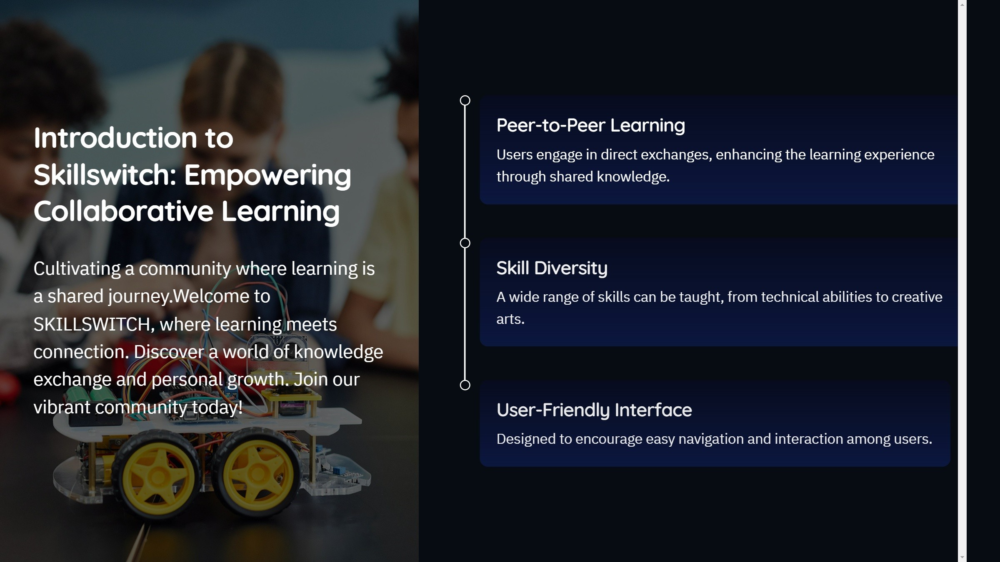 Introduction to
Skillswitch: Empowering
Collaborative Learning
Cultivating a community where learning is
a shared journey.Welcome to
SKILLSWITCH, where learning meets
connection. Discover a world of knowledge
exchange and personal growth. Join our
vibrant community today!
Peer-to-Peer Learning
Users engage in direct exchanges, enhancing the learning experience
through shared knowledge.
Skill Diversity
A wide range of skills can be taught, from technical abilities to creative
arts.
User-Friendly Interface
Designed to encourage easy navigation and interaction among users.